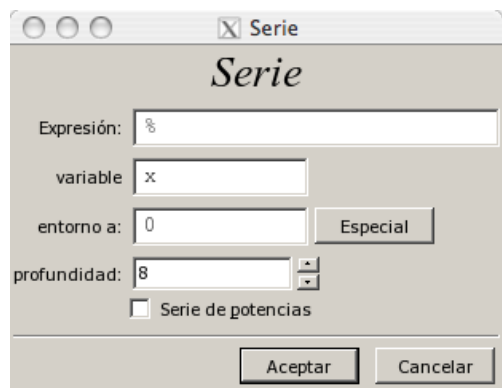 Serie
Serie
Expresión: %
variable x
entorno a: 0 Especial
profundidad: 8
Serie de potencias
Aceptar Cancelar